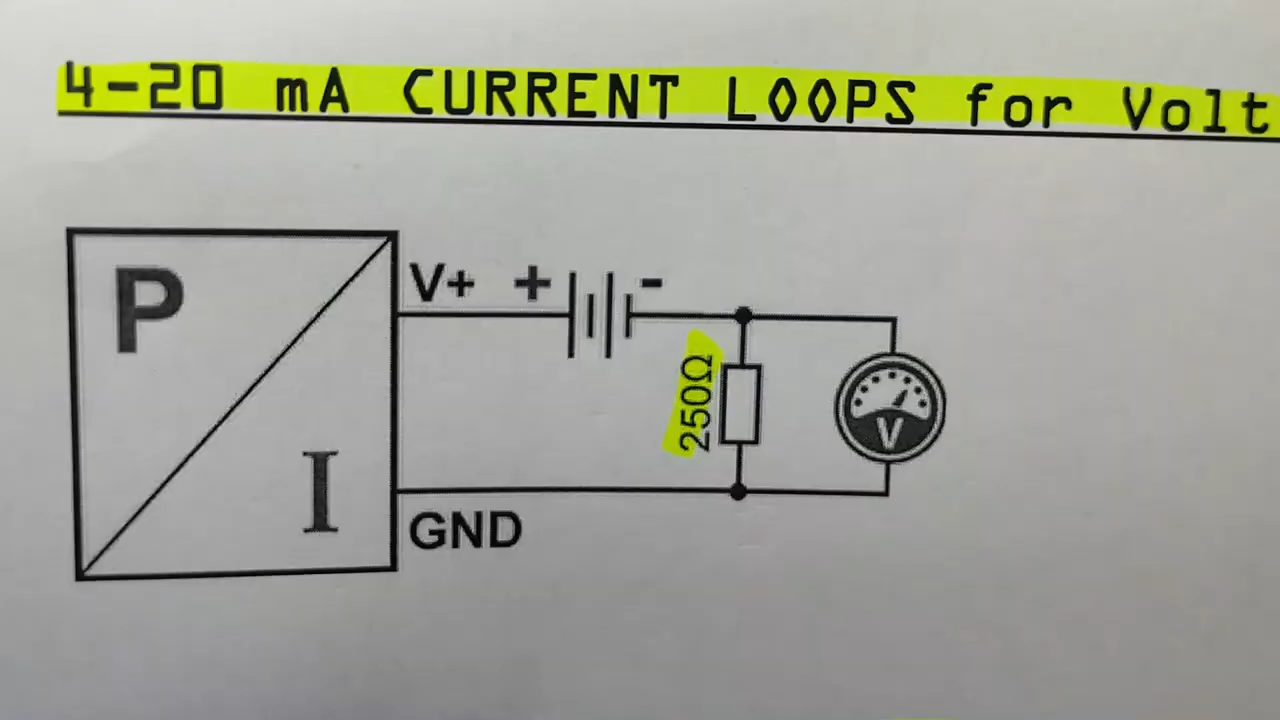 4-20 mA CURRENT LOOPS for Volt
P
V+ + -
250Ω
V
I
GND